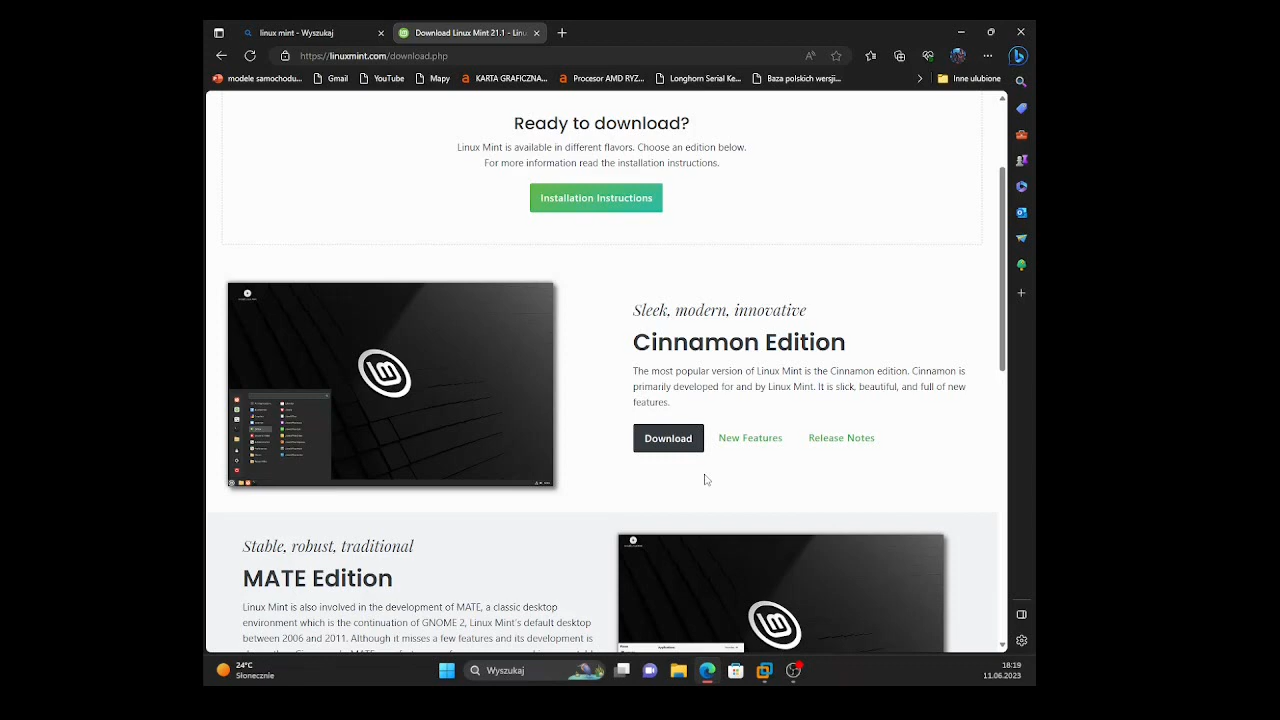 linux mint - Wyszukaj
Download Linux Mint 21.1 - Linu
https://linuxmint.com/download.php
modele samochodu...
Gmail
YouTube
Mapy
KARTA GRAFICZNA...
Procesor AMD RYZ...
Longhorn Serial Ke...
Baza polskich wersji...
Inne ulubione
Ready to download?
Linux Mint is available in different flavors. Choose an edition below.
For more information read the installation instructions.
Installation Instructions
Sleek, modern, innovative
Cinnamon Edition
The most popular version of Linux Mint is the Cinnamon edition. Cinnamon is
primarily developed for and by Linux Mint. It is slick, beautiful, and full of new
features.
Download
New Features
Release Notes
Stable, robust, traditional
MATE Edition
Linux Mint is also involved in the development of MATE, a classic desktop
environment which is the continuation of GNOME 2, Linux Mint's default desktop
between 2006 and 2011. Although it misses a few features and its development is
24°C
Słonecznie
Wyszukaj
18:19
11.06.2023